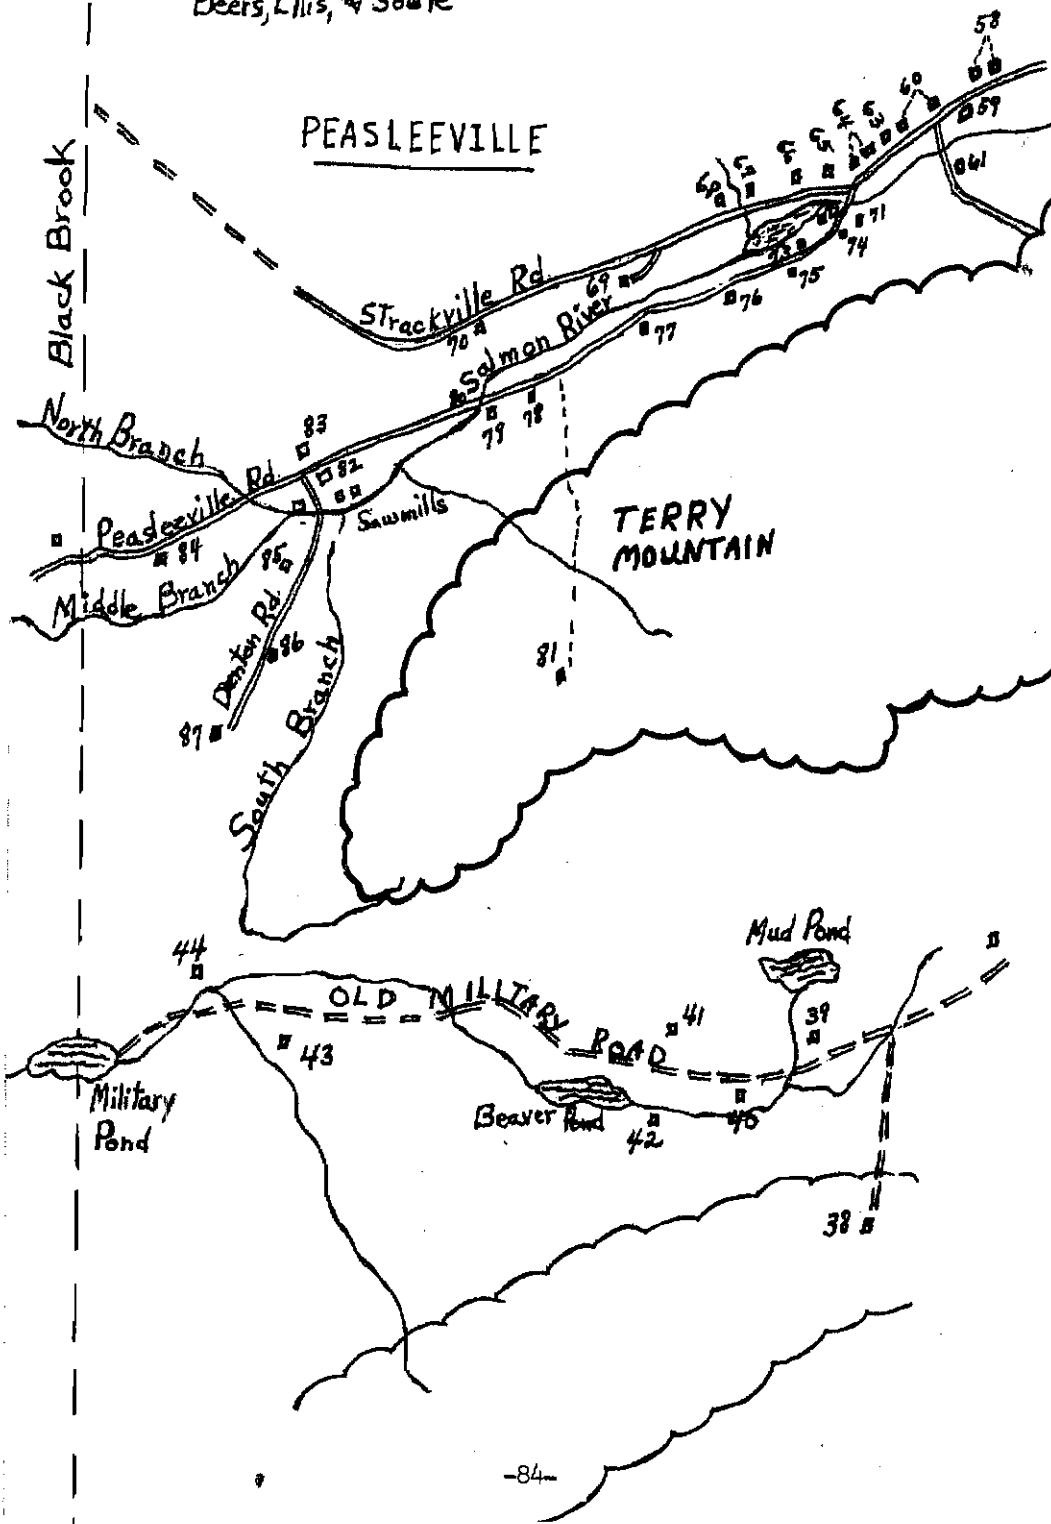 Beers, Ellis, & Soule
58
PEASLEEVILLE
60
59
61
Black Brook
71
74
75
76
69
Strackville Rd.
70
Salmon River
77
80
79
78
North Branch
83
82
Sawmills
Peasleeville Rd.
84
85
Middle Branch
TERRY
MOUNTAIN
Denton Rd.
86
81
87
South Branch
44
Mud Pond
OLD MILITARY ROAD
41
39
43
Military
Pond
Beaver Pond
42
40
38
-84-